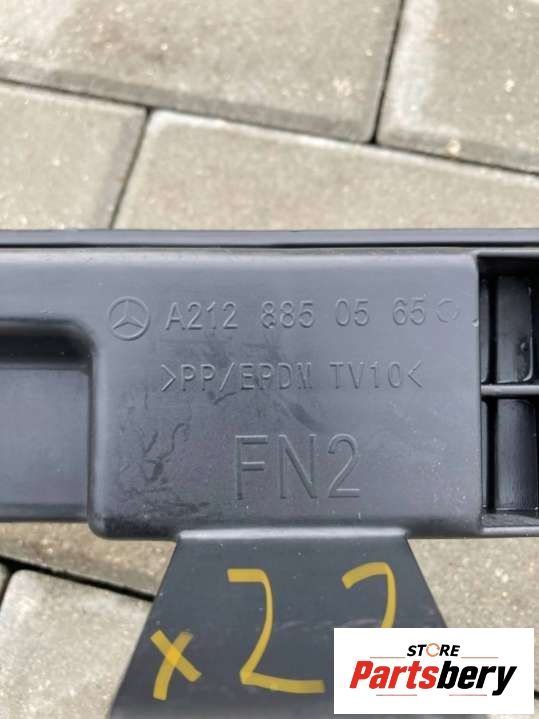 A212 885 05 65
>PP/EPDM TV10<
FN2
x22
STORE
Partsbery